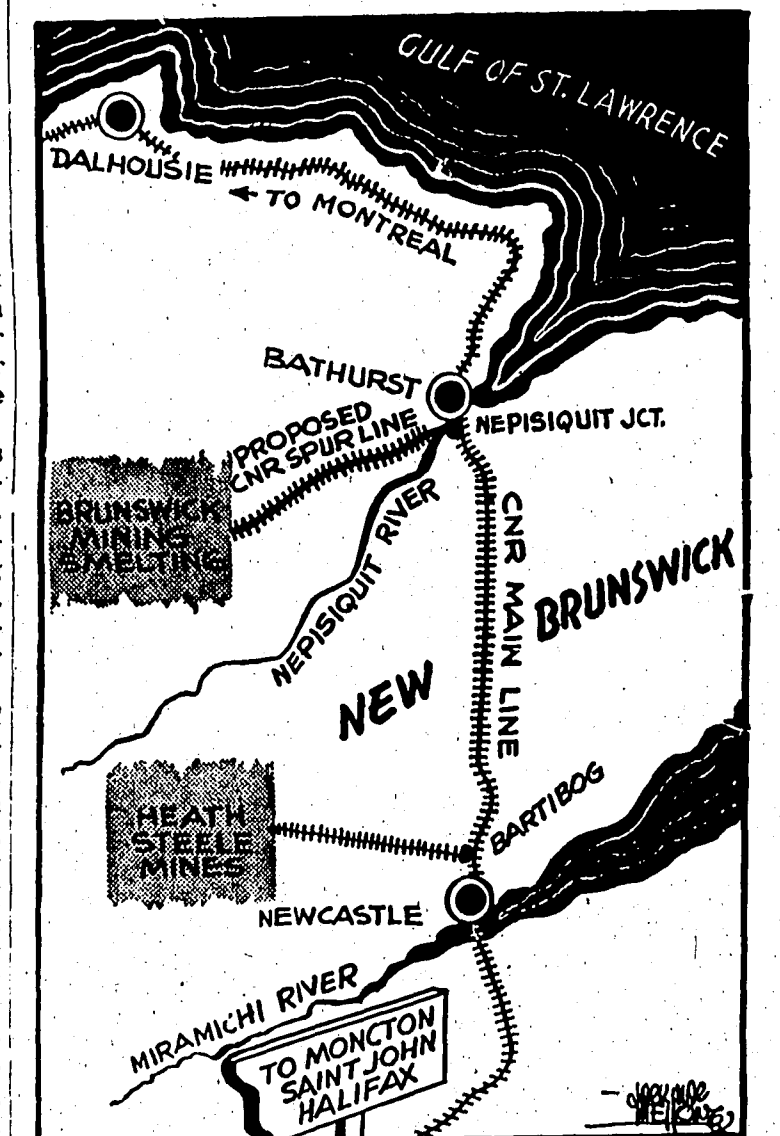 GULF OF ST. LAWRENCE
DALHOUSIE
← TO MONTREAL
BATHURST
NEPISIQUIT JCT.
PROPOSED
CNR SPUR LINE
BRUNSWICK
MINING
SMELTING
NEPISIQUIT RIVER
CNR MAIN LINE
NEW BRUNSWICK
HEATH
STEELE
MINES
BARTIBOG
NEWCASTLE
MIRAMICHI RIVER
TO MONCTON
SAINT JOHN
HALIFAX